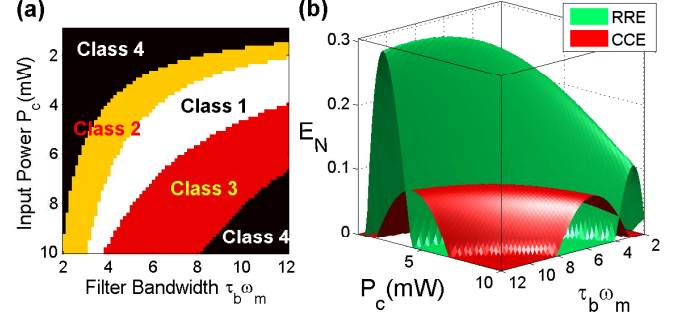 (a)
Class 4
Class 1
Class 2
Class 3
Class 4
2
4
6
8
10
Input Power P_c(mW)
2 4 6 8 10 12
Filter Bandwidth τ_bω_m
(b)
RRE
CCE
0.3
0.2
0.1
0
E_N
5
10
P_c(mW)
12 10 8 6 4 2
τ_bω_m